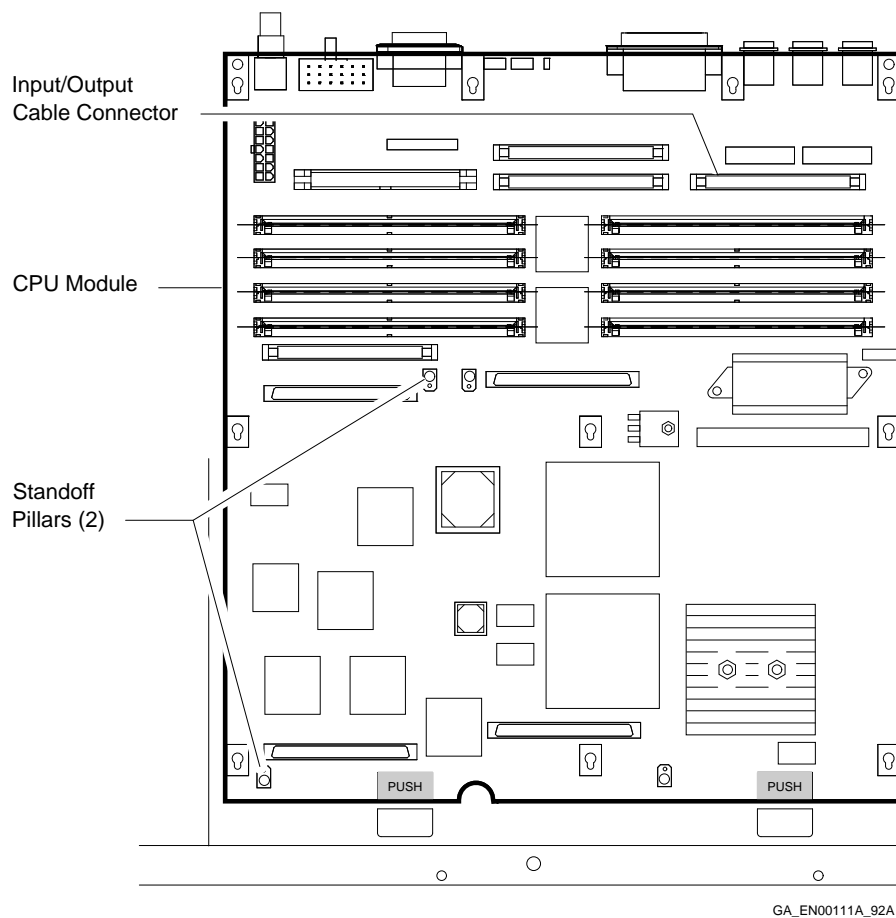 Input/Output
Cable Connector
CPU Module
Standoff
Pillars (2)
PUSH
PUSH
GA_EN00111A_92A